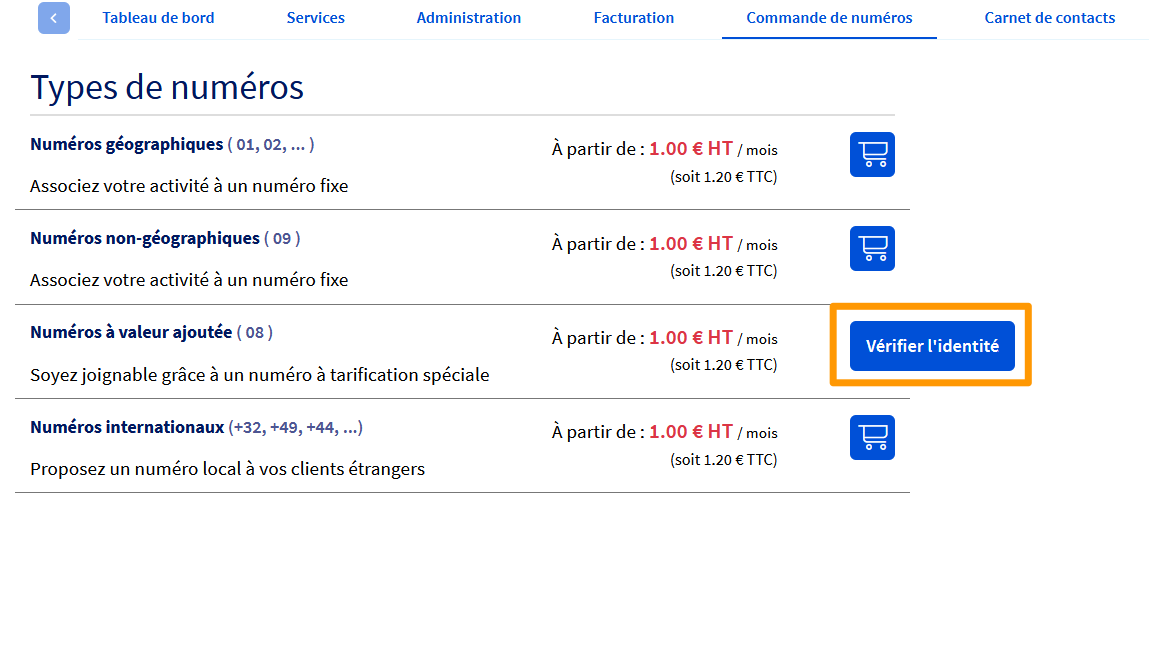 Tableau de bord Services Administration Facturation Commande de numéros Carnet de contacts
Types de numéros
Numéros géographiques ( 01, 02, ... )
À partir de : 1.00 € HT / mois
(soit 1.20 € TTC)
Associez votre activité à un numéro fixe
Numéros non-géographiques ( 09 )
À partir de : 1.00 € HT / mois
(soit 1.20 € TTC)
Associez votre activité à un numéro fixe
Numéros à valeur ajoutée ( 08 )
À partir de : 1.00 € HT / mois
(soit 1.20 € TTC)
Vérifier l'identité
Soyez joignable grâce à un numéro à tarification spéciale
Numéros internationaux (+32, +49, +44, ...)
À partir de : 1.00 € HT / mois
(soit 1.20 € TTC)
Proposez un numéro local à vos clients étrangers